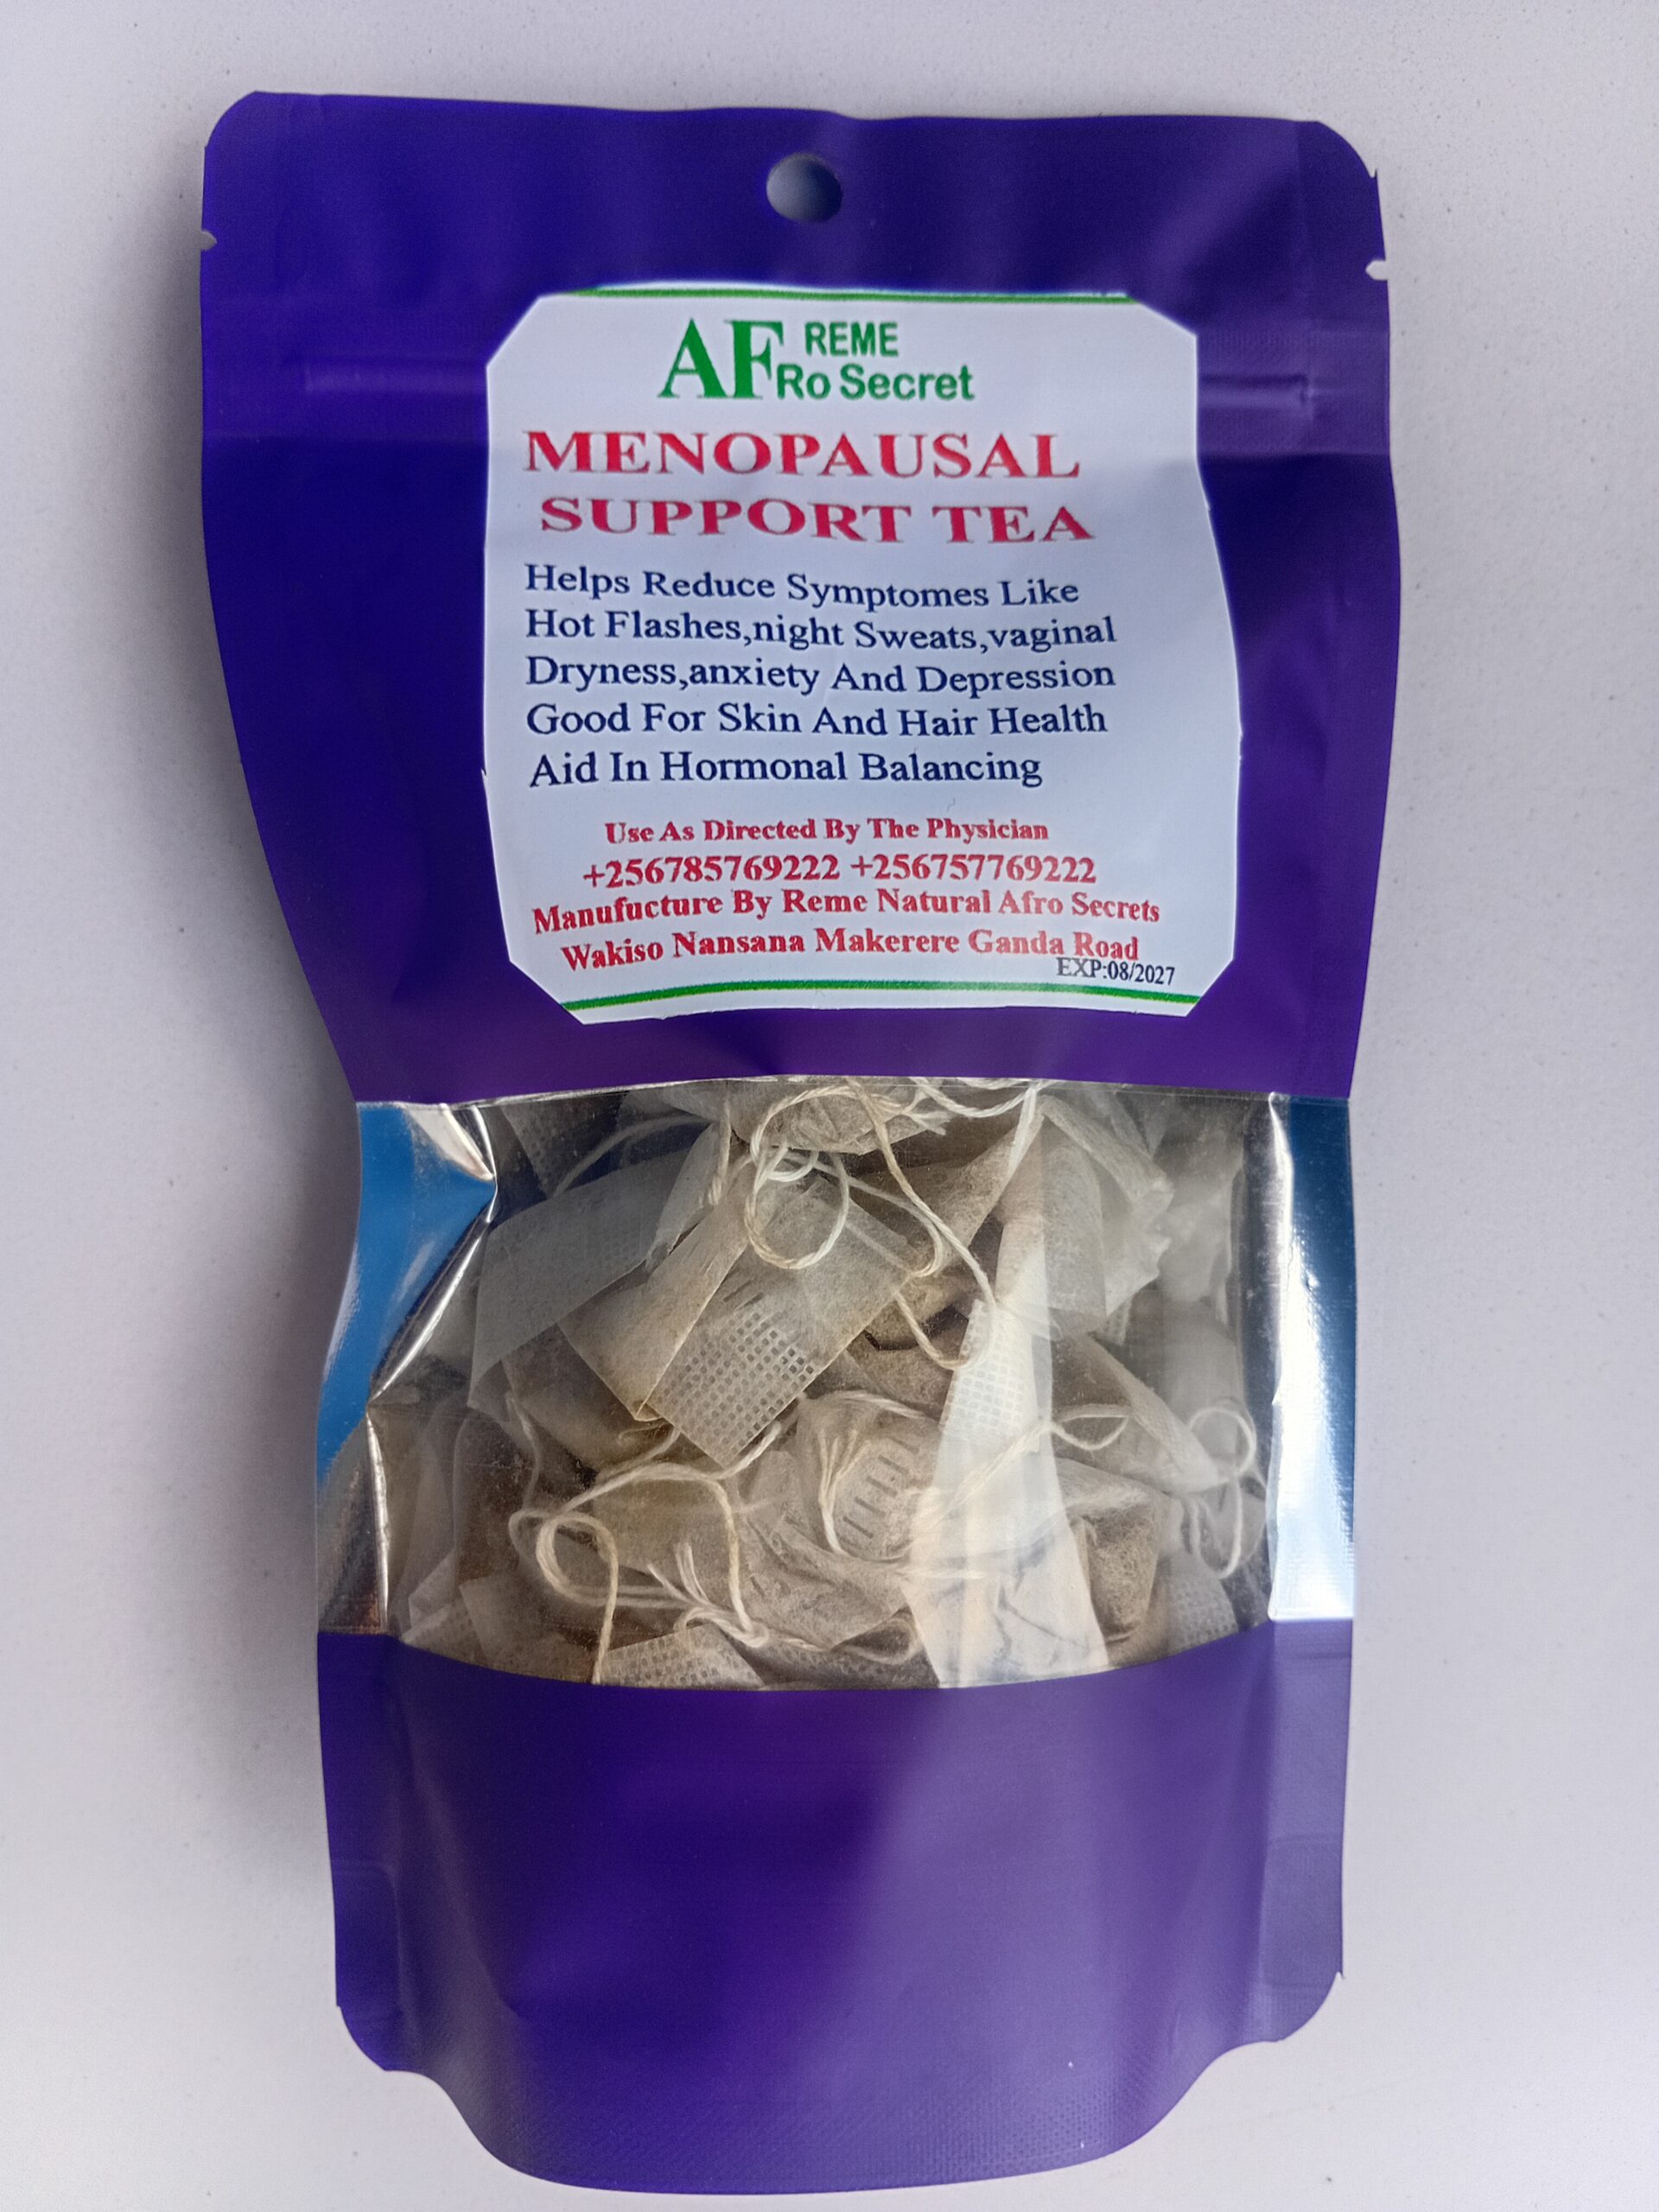 AF REME
Ro Secret
MENOPAUSAL
SUPPORT TEA
Helps Reduce Symptomes Like
Hot Flashes,night Sweats,vaginal
Dryness,anxiety And Depression
Good For Skin And Hair Health
Aid In Hormonal Balancing
Use As Directed By The Physician
+256785769222 +256757769222
Manufucture By Reme Natural Afro Secrets
Wakiso Nansana Makerere Ganda Road
EXP:08/2027